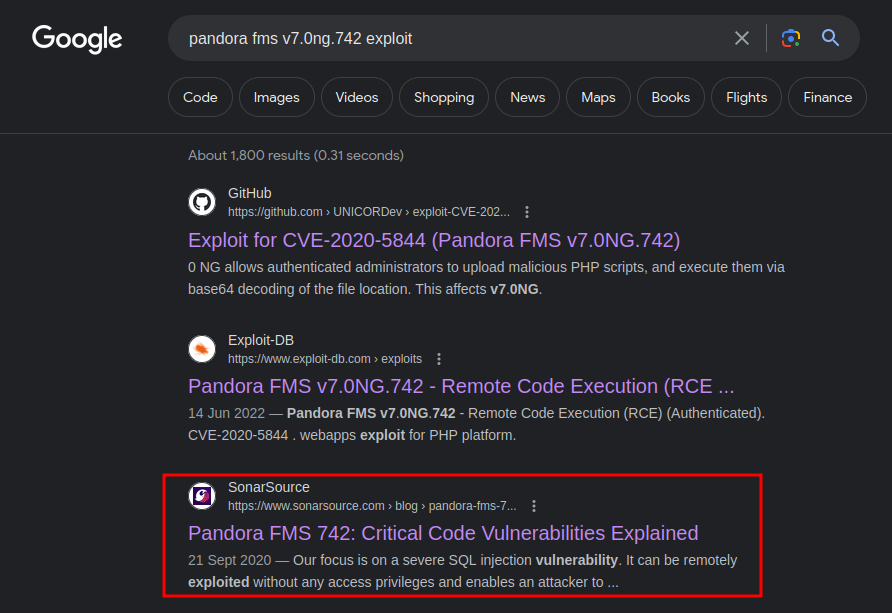 Google
pandora fms v7.0ng.742 exploit
Code Images Videos Shopping News Maps Books Flights Finance
About 1,800 results (0.31 seconds)
GitHub
https://github.com › UNICORDev › exploit-CVE-202...
Exploit for CVE-2020-5844 (Pandora FMS v7.0NG.742)
0 NG allows authenticated administrators to upload malicious PHP scripts, and execute them via
base64 decoding of the file location. This affects v7.0NG.
Exploit-DB
https://www.exploit-db.com › exploits
Pandora FMS v7.0NG.742 - Remote Code Execution (RCE ...
14 Jun 2022 — Pandora FMS v7.0NG.742 - Remote Code Execution (RCE) (Authenticated).
CVE-2020-5844 . webapps exploit for PHP platform.
SonarSource
https://www.sonarsource.com › blog › pandora-fms-7...
Pandora FMS 742: Critical Code Vulnerabilities Explained
21 Sept 2020 — Our focus is on a severe SQL injection vulnerability. It can be remotely
exploited without any access privileges and enables an attacker to ...